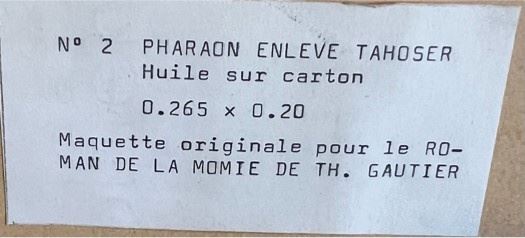 Nº 2 PHARAON ENLEVE TAHOSER
Huile sur carton
0.265 x 0.20
Maquette originale pour le RO-
MAN DE LA MOMIE DE TH. GAUTIER